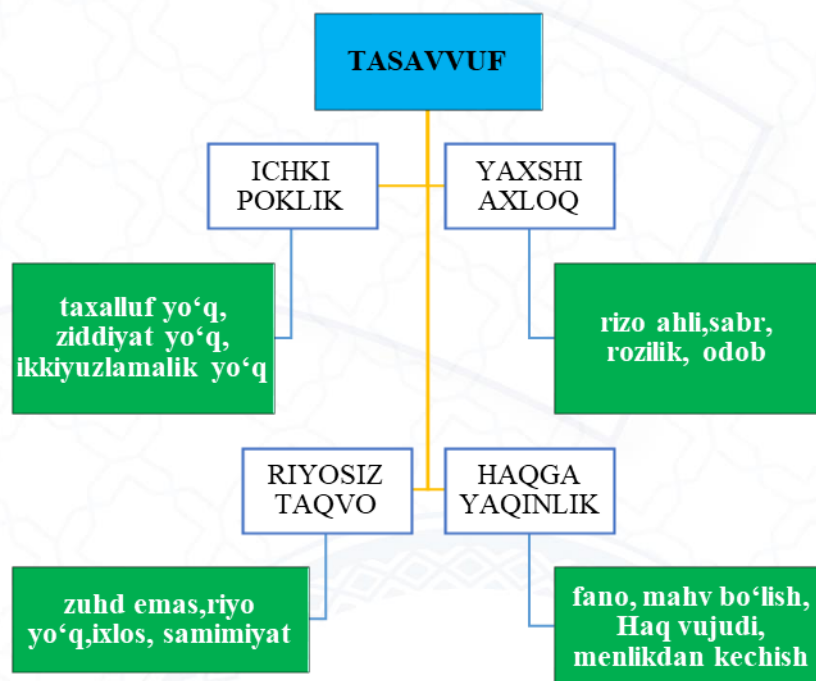 TASAVVUF
ICHKI
POKLIK
YAXSHI
AXLOQ
taxalluf yo‘q,
ziddiyat yo‘q,
ikkiyuzlamalik yo‘q
rizo ahli,sabr,
rozilik, odob
RIYOSIZ
TAQVO
HAQGA
YAQINLIK
zuhd emas,riyo
yo‘q,ixlos, samimiyat
fano, mahv bo‘lish,
Haq vujudi,
menlikdan kechish